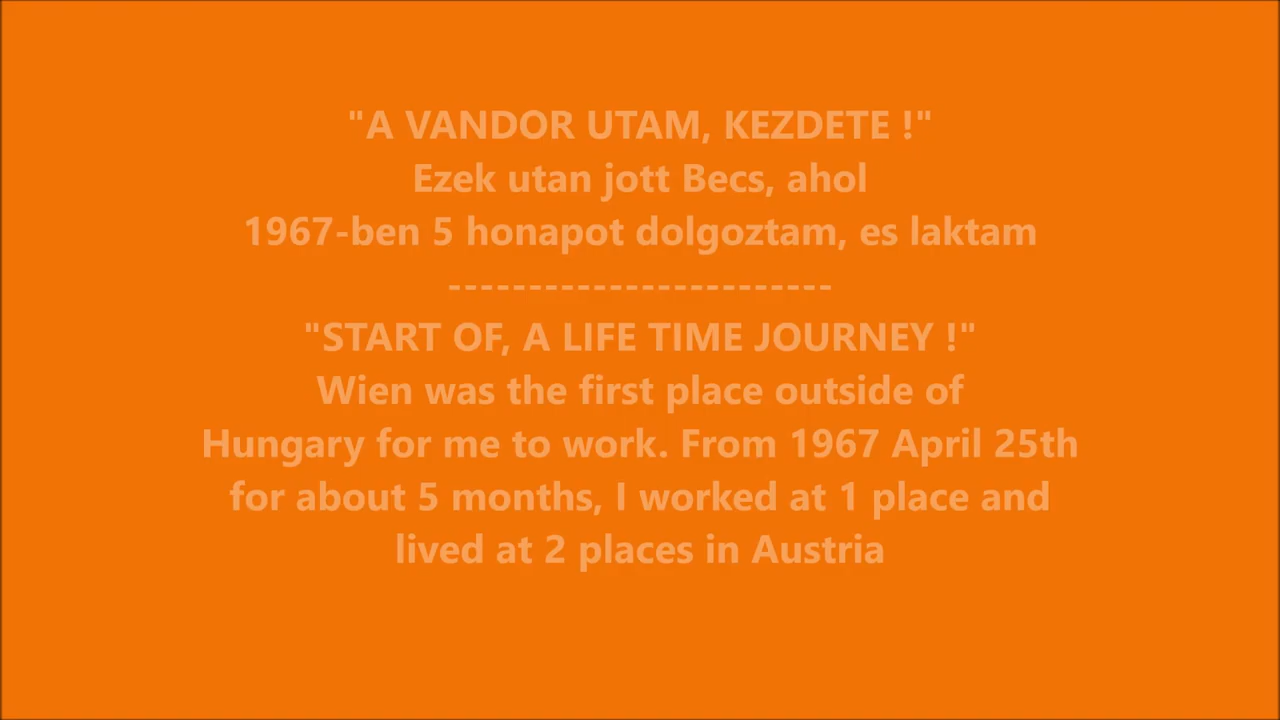 "A VANDOR UTAM, KEZDETE !"
Ezek utan jott Becs, ahol
1967-ben 5 honapot dolgoztam, es laktam
------------------------
"START OF, A LIFE TIME JOURNEY !"
Wien was the first place outside of
Hungary for me to work. From 1967 April 25th
for about 5 months, I worked at 1 place and
lived at 2 places in Austria